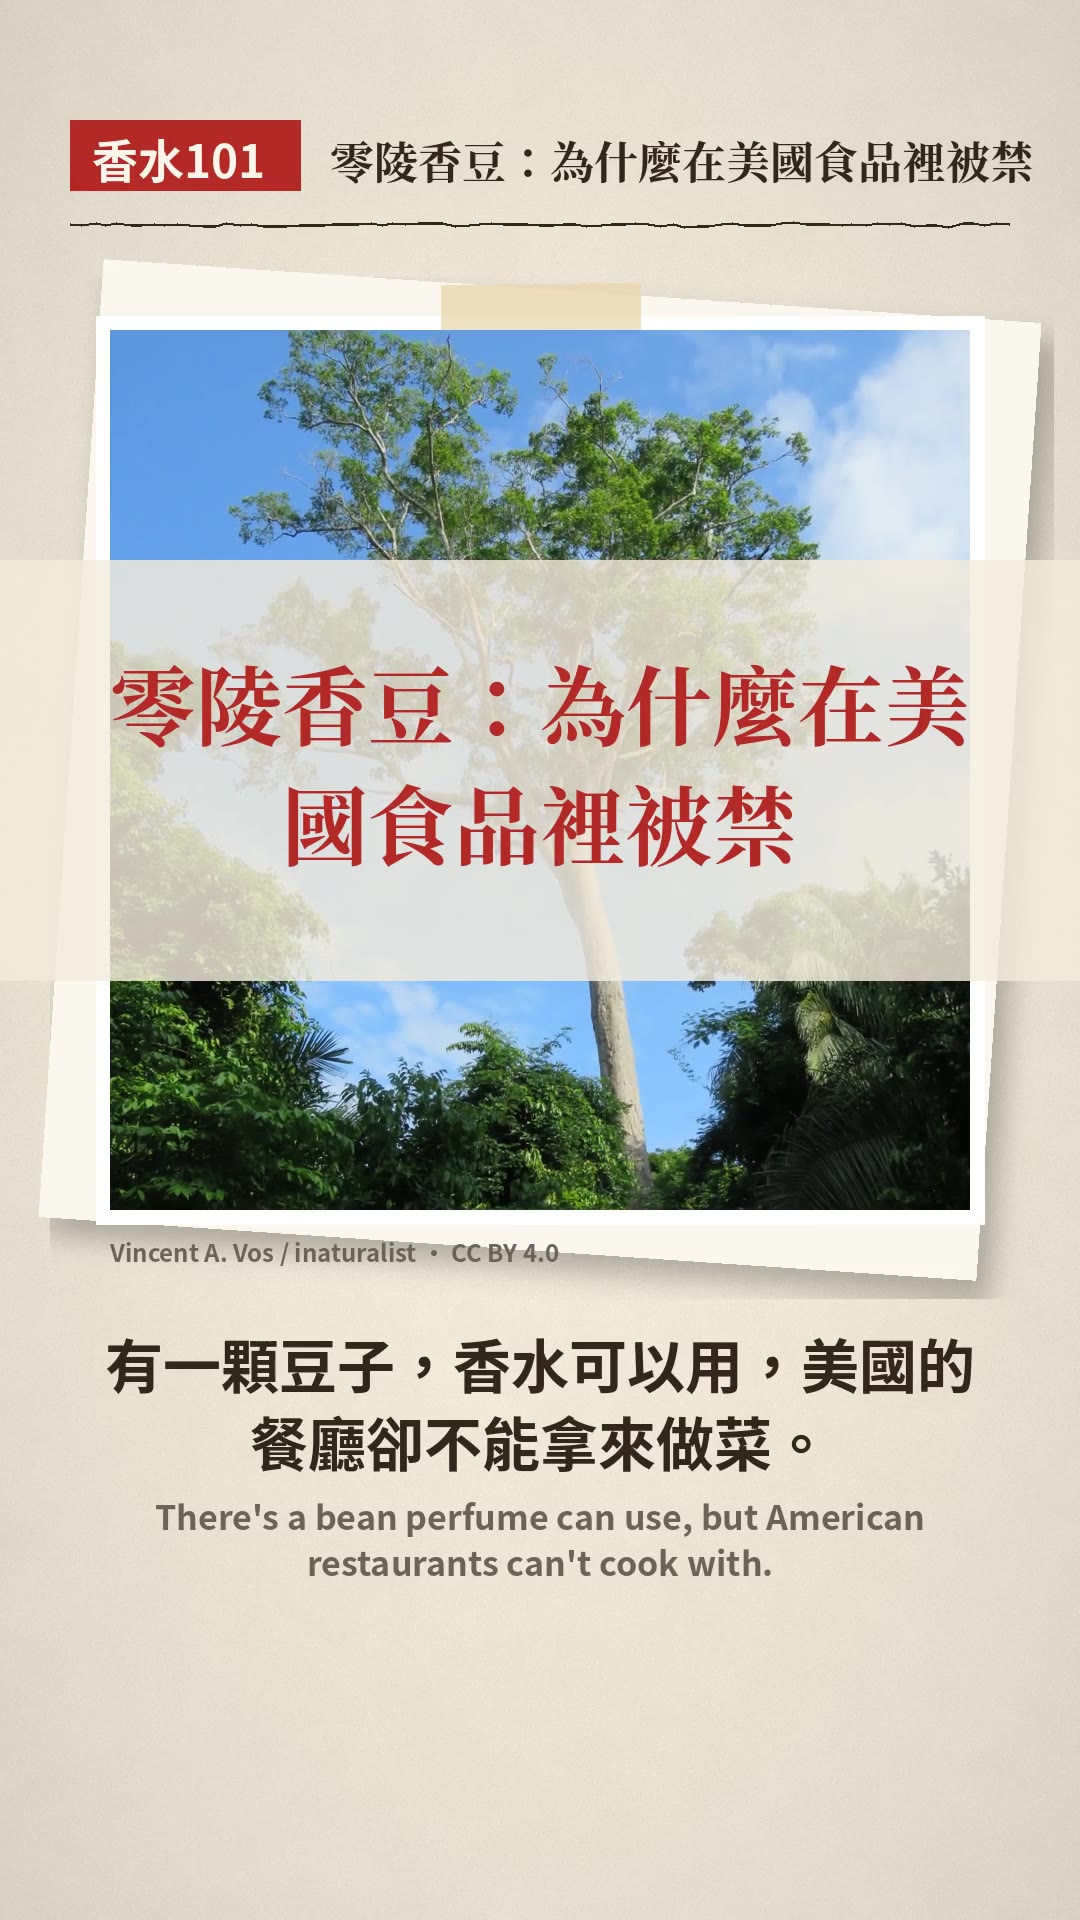 香水101
零陵香豆：為什麼在美國食品裡被禁
零陵香豆：為什麼在美
國食品裡被禁
Vincent A. Vos / inaturalist · CC BY 4.0
有一顆豆子，香水可以用，美國的
餐廳卻不能拿來做菜。
There's a bean perfume can use, but American
restaurants can't cook with.